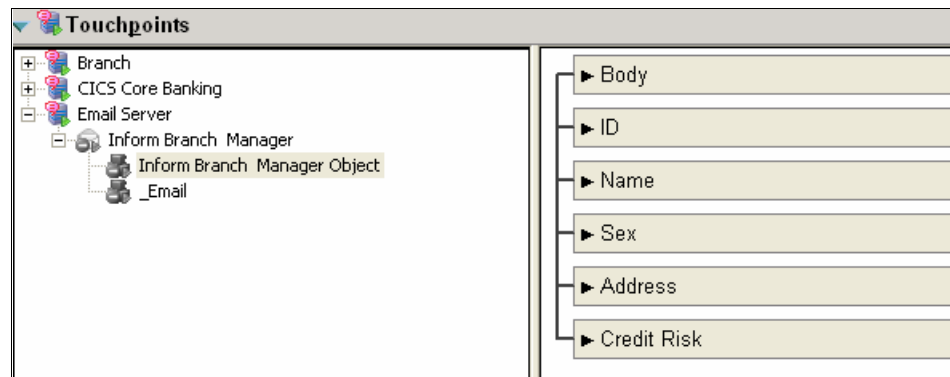 Touchpoints
Branch
CICS Core Banking
Email Server
Inform Branch Manager
Inform Branch Manager Object
_Email
Body
ID
Name
Sex
Address
Credit Risk